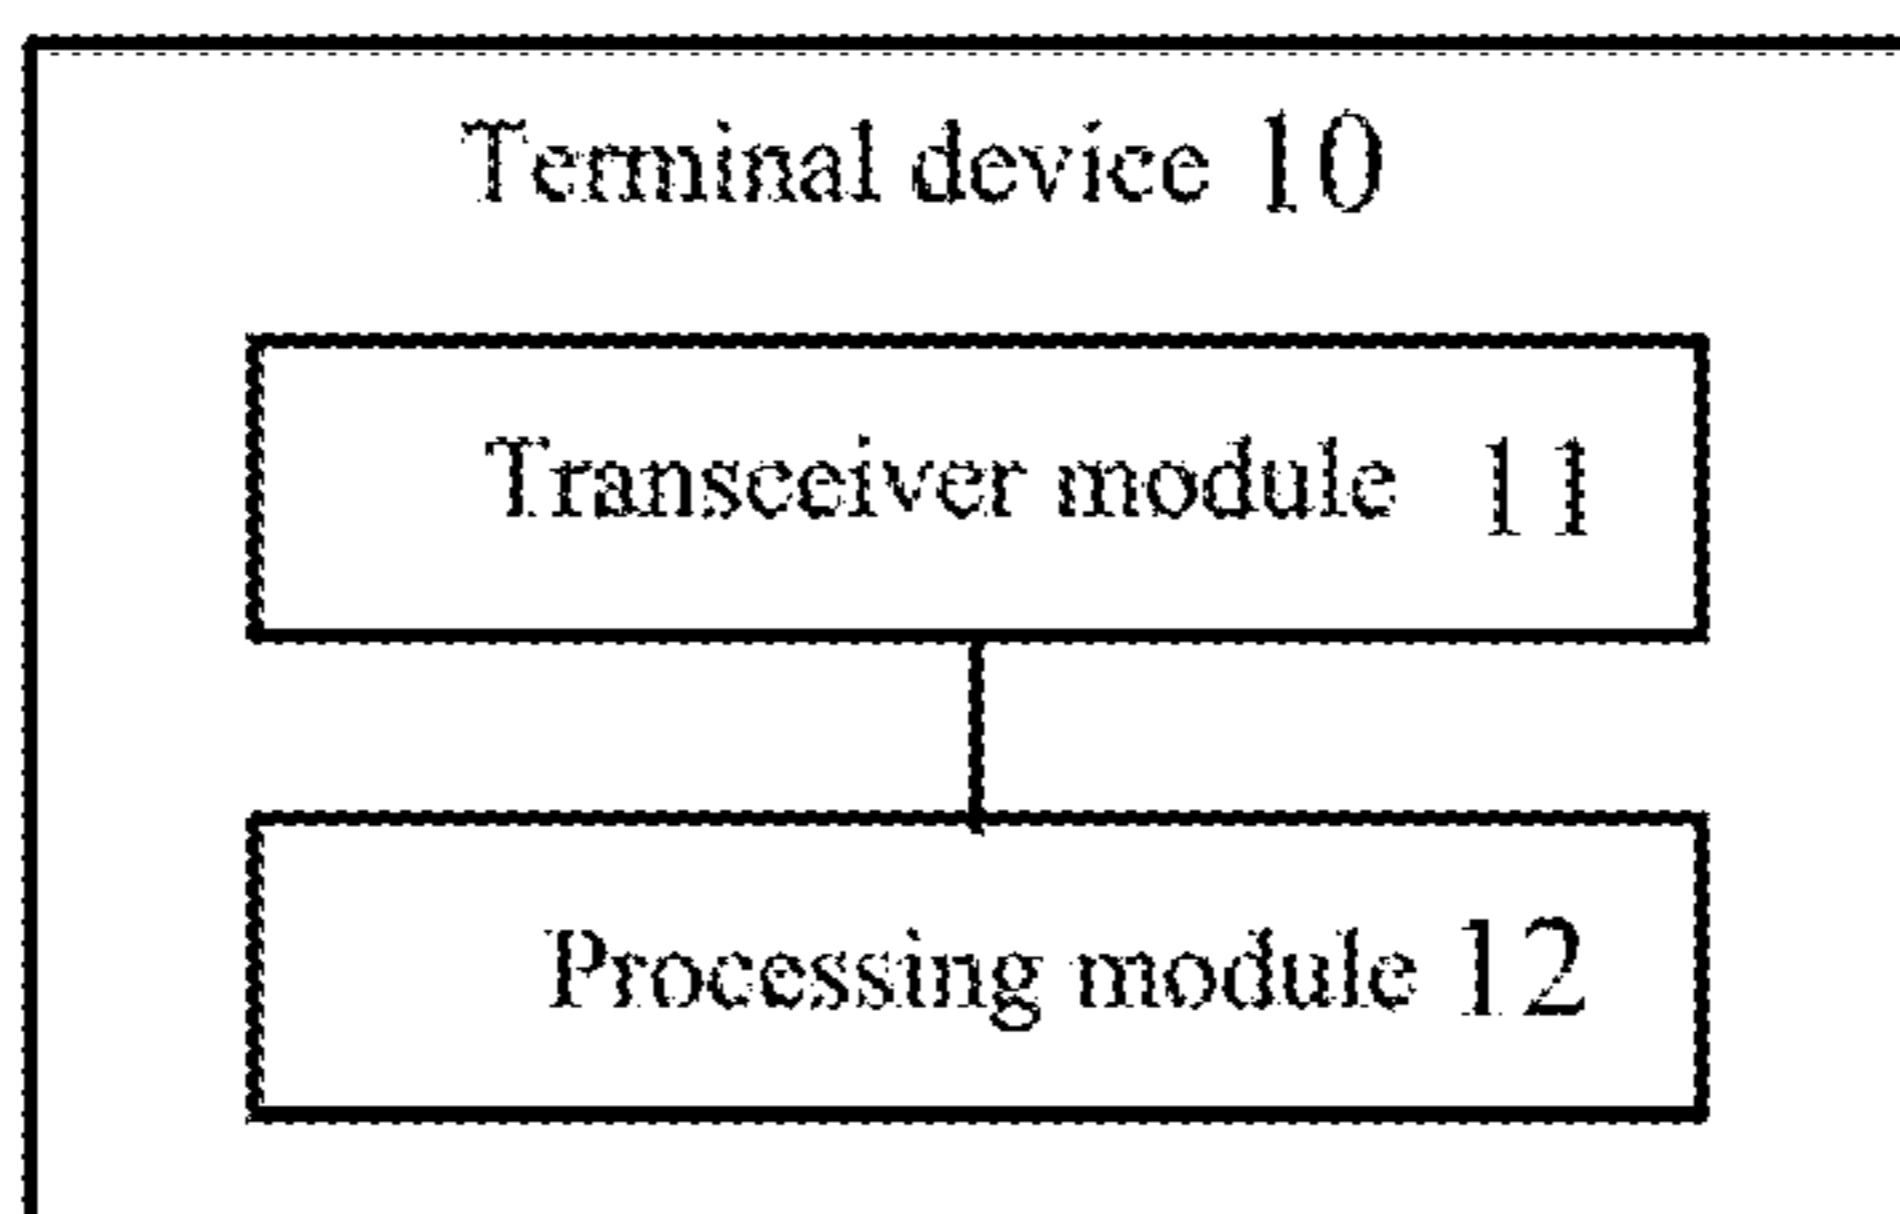 Terminal device 10
Transceiver module 11
Processing module 12